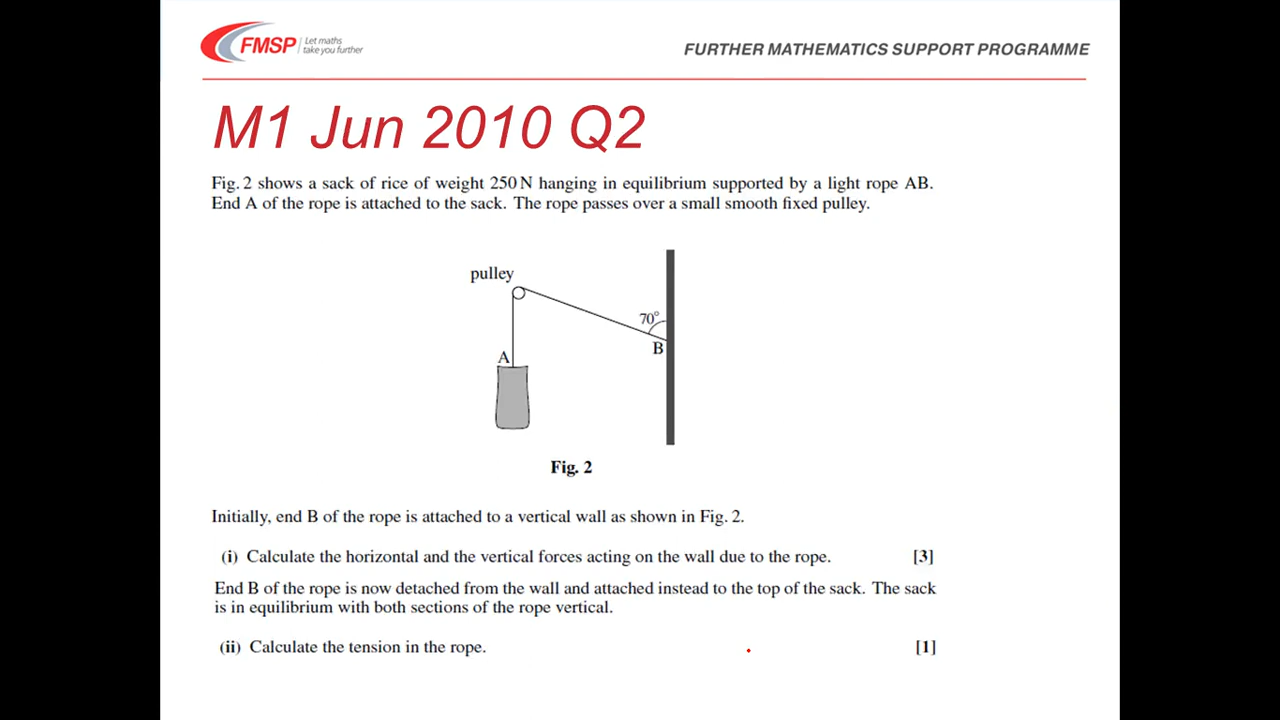 FMSP
Let maths
take you further
FURTHER MATHEMATICS SUPPORT PROGRAMME
M1 Jun 2010 Q2
Fig. 2 shows a sack of rice of weight 250 N hanging in equilibrium supported by a light rope AB.
End A of the rope is attached to the sack. The rope passes over a small smooth fixed pulley.
pulley
70°
B
A
Fig. 2
Initially, end B of the rope is attached to a vertical wall as shown in Fig. 2.
(i) Calculate the horizontal and the vertical forces acting on the wall due to the rope. [3]
End B of the rope is now detached from the wall and attached instead to the top of the sack. The sack
is in equilibrium with both sections of the rope vertical.
(ii) Calculate the tension in the rope. [1]